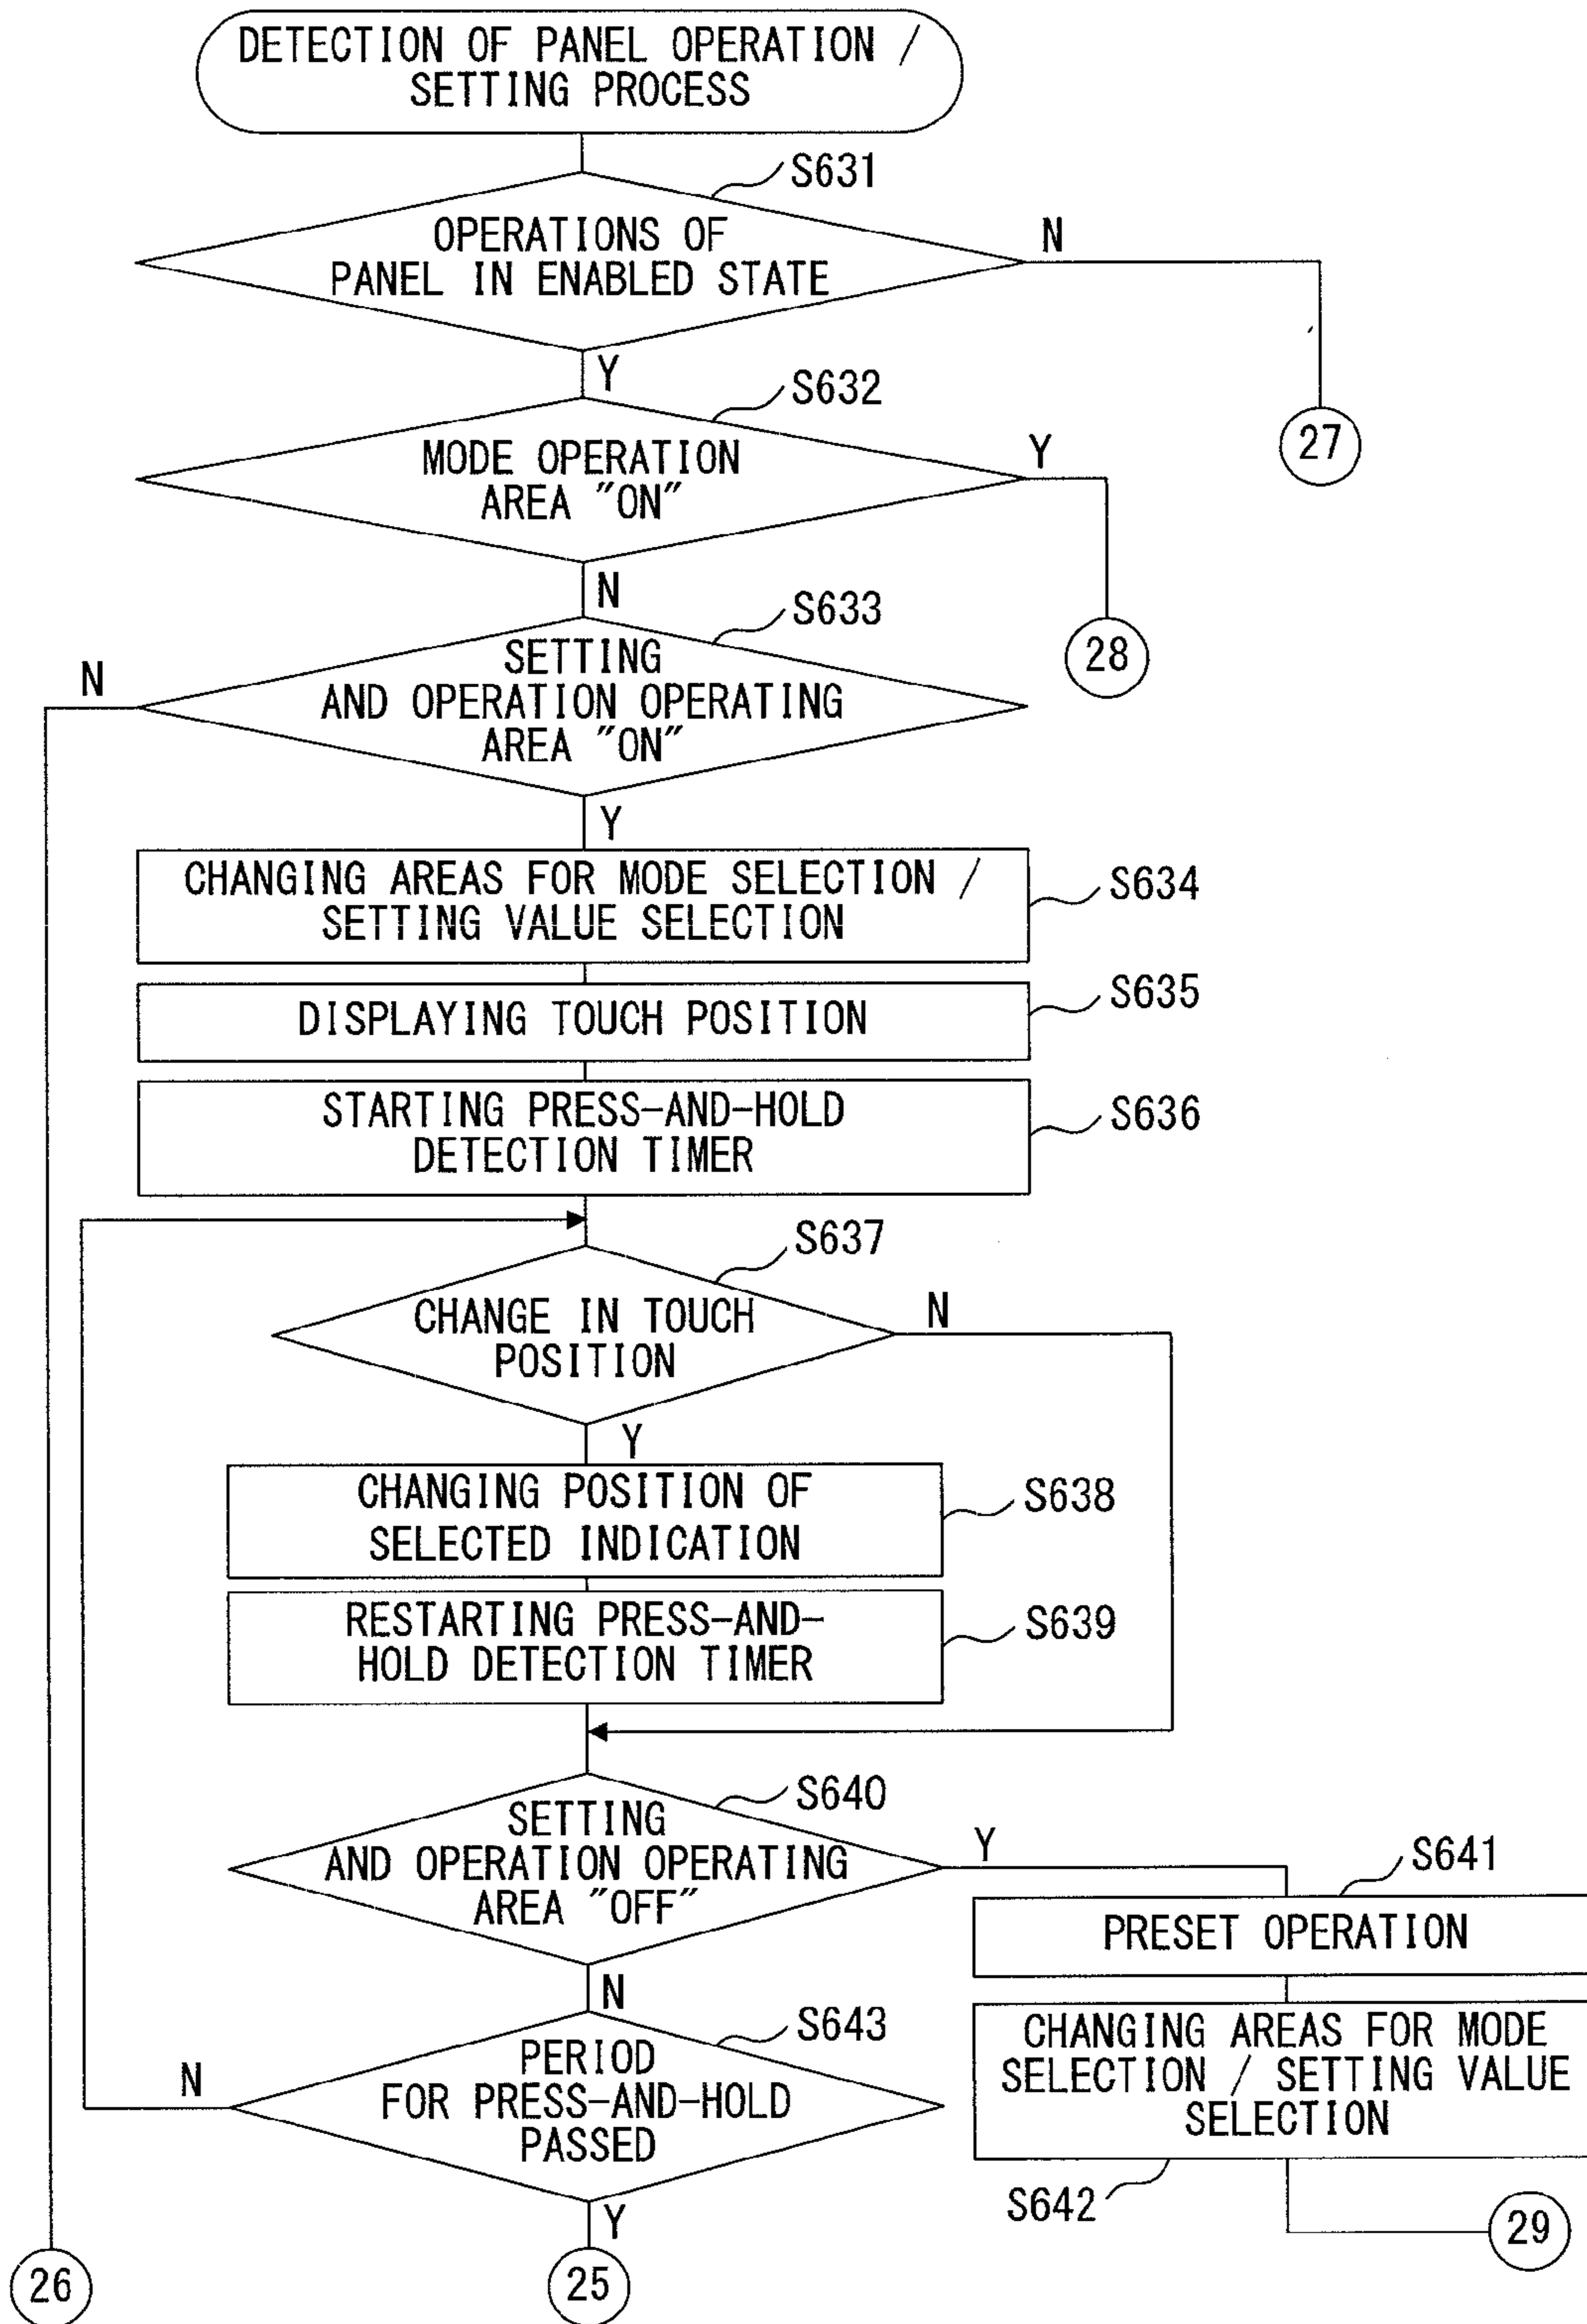 DETECTION OF PANEL OPERATION /
SETTING PROCESS
S631
OPERATIONS OF
PANEL IN ENABLED STATE
N
Y
27
S632
MODE OPERATION
AREA "ON"
Y
N
28
S633
SETTING
AND OPERATION OPERATING
AREA "ON"
N
Y
CHANGING AREAS FOR MODE SELECTION /
SETTING VALUE SELECTION
S634
DISPLAYING TOUCH POSITION
S635
STARTING PRESS-AND-HOLD
DETECTION TIMER
S636
S637
CHANGE IN TOUCH
POSITION
N
Y
CHANGING POSITION OF
SELECTED INDICATION
S638
RESTARTING PRESS-AND-
HOLD DETECTION TIMER
S639
S640
SETTING
AND OPERATION OPERATING
AREA "OFF"
Y
N
S641
PRESET OPERATION
CHANGING AREAS FOR MODE
SELECTION / SETTING VALUE
SELECTION
S642
29
S643
PERIOD
FOR PRESS-AND-HOLD
PASSED
N
Y
26
25